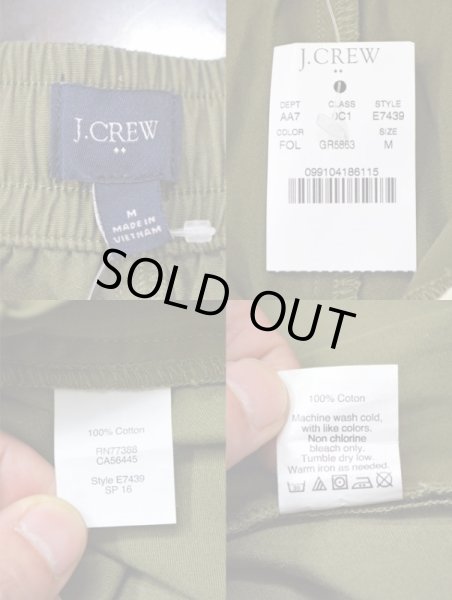 J.CREW
M
MADE IN
VIETNAM
J.CREW
DEPT CLASS STYLE
AA7 0C1 E7439
COLOR SIZE
FOL GR5863 M
099104186115
SOLD OUT
100% Cotton
RN77388
CA56445
Style E7439
SP 16
100% Cotton
Machine wash cold,
with like colors.
Non chlorine
bleach only.
Tumble dry low.
Warm iron as needed.